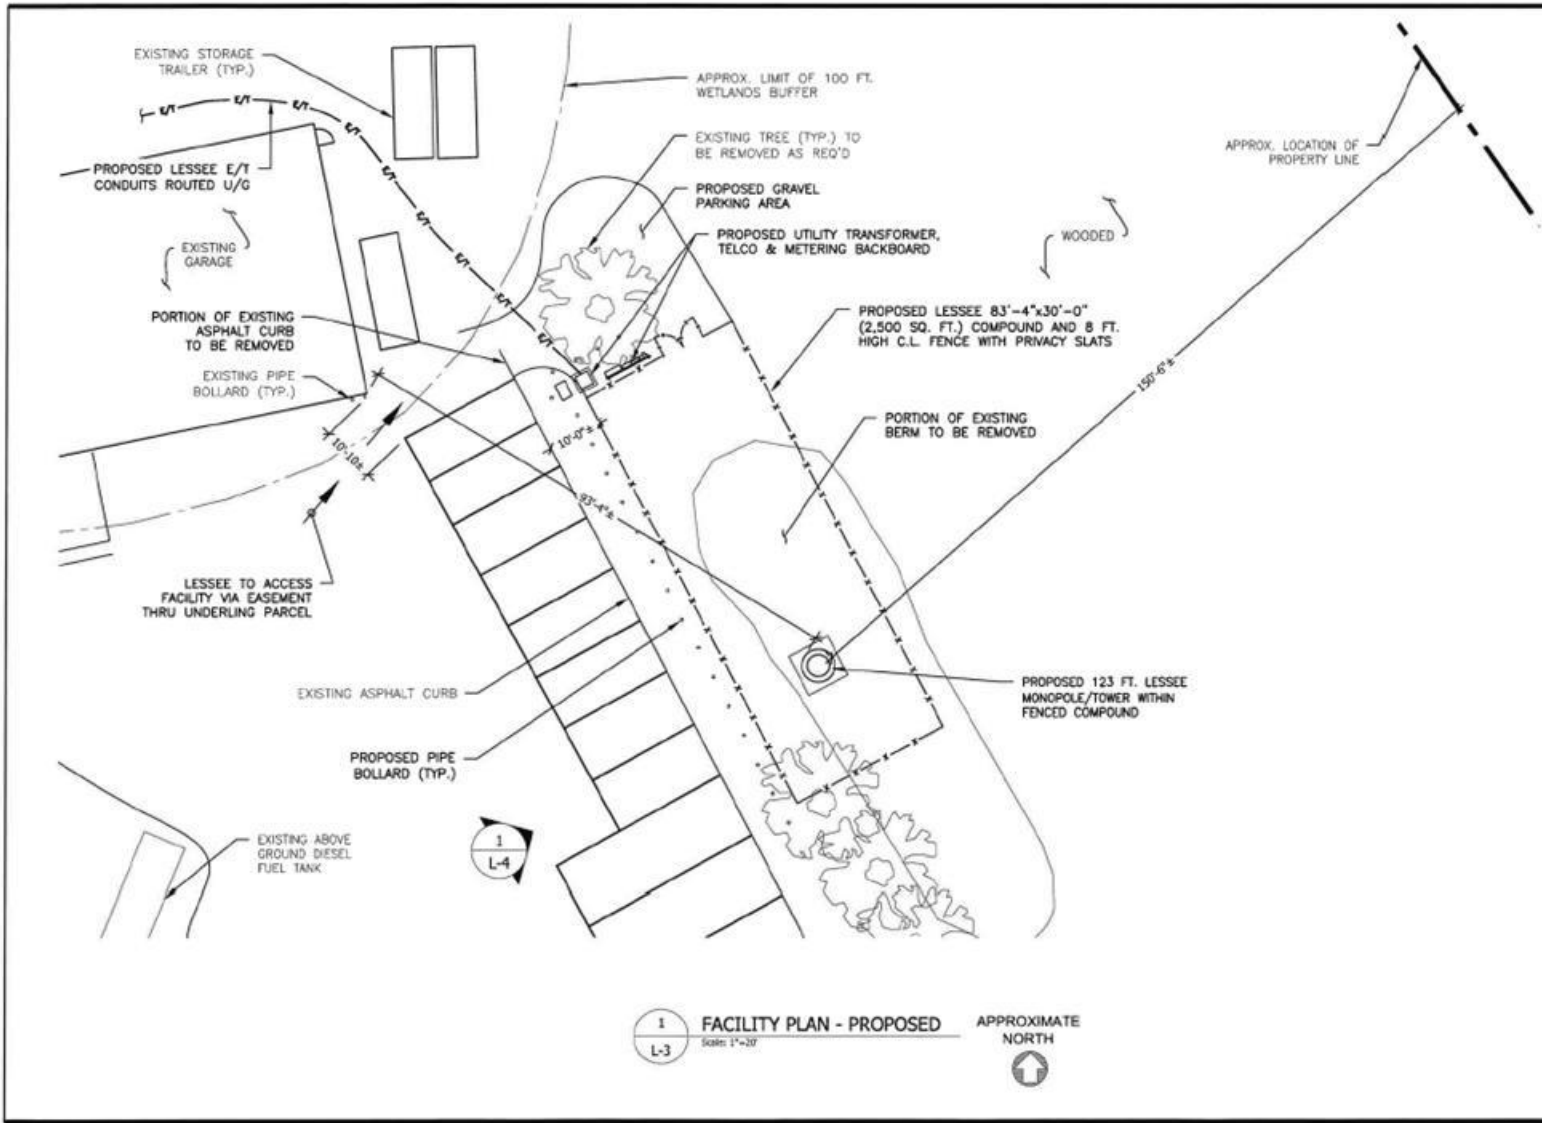 EXISTING STORAGE
TRAILER (TYP.)
APPROX. LIMIT OF 100 FT.
WETLANDS BUFFER
E/T
E/T
E/T
E/T
EXISTING TREE (TYP.) TO
BE REMOVED AS REQ'D
APPROX. LOCATION OF
PROPERTY LINE
PROPOSED LESSEE E/T
CONDUITS ROUTED U/G
PROPOSED GRAVEL
PARKING AREA
E/T
E/T
E/T
E/T
E/T
PROPOSED UTILITY TRANSFORMER,
TELCO & METERING BACKBOARD
WOODED
EXISTING
GARAGE
PORTION OF EXISTING
ASPHALT CURB
TO BE REMOVED
PROPOSED LESSEE 83'-4"x30'-0"
(2,500 SQ. FT.) COMPOUND AND 8 FT.
HIGH C.L. FENCE WITH PRIVACY SLATS
EXISTING PIPE
BOLLARD (TYP.)
150'-6"±
PORTION OF EXISTING
BERM TO BE REMOVED
10'-10±
10'-0"±
93'-4"±
LESSEE TO ACCESS
FACILITY VIA EASEMENT
THRU UNDERLING PARCEL
EXISTING ASPHALT CURB
PROPOSED 123 FT. LESSEE
MONOPOLE/TOWER WITHIN
FENCED COMPOUND
PROPOSED PIPE
BOLLARD (TYP.)
EXISTING ABOVE
GROUND DIESEL
FUEL TANK
1
L-4
1
L-3
FACILITY PLAN - PROPOSED
Scale: 1"=20'
APPROXIMATE
NORTH